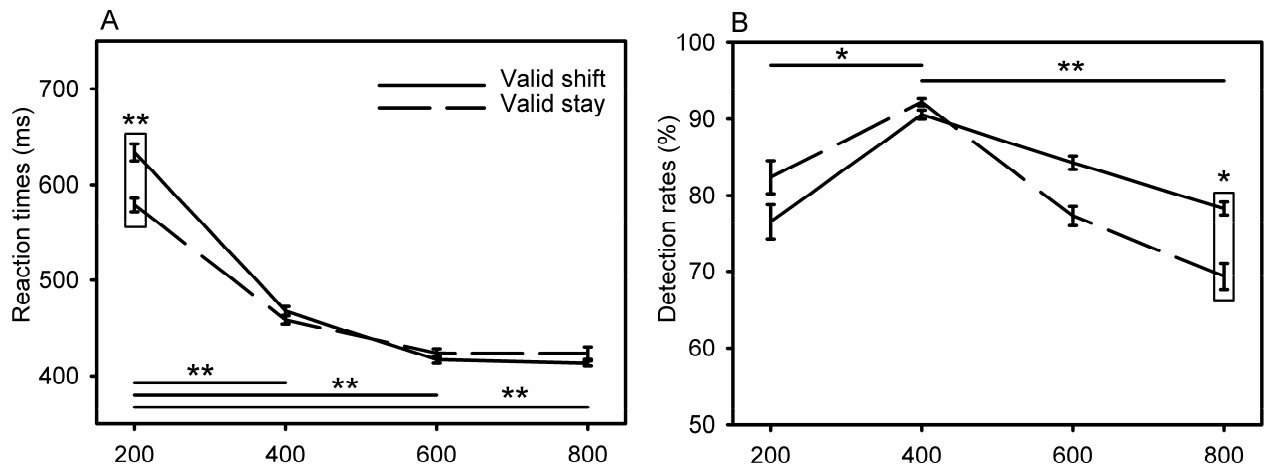 A
Reaction times (ms)
700
600
500
400
**
Valid shift
Valid stay
**
**
**
200 400 600 800
B
Detection rates (%)
100
90
80
70
60
50
*
**
*
200 400 600 800